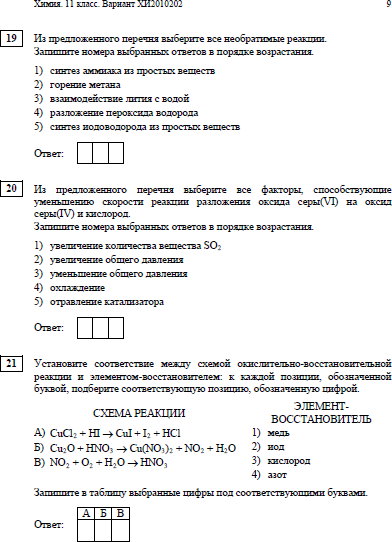 Химия. 11 класс. Вариант ХИ2010202
9
19
Из предложенного перечня выберите все необратимые реакции.
Запишите номера выбранных ответов в порядке возрастания.
1) синтез аммиака из простых веществ
2) горение метана
3) взаимодействие лития с водой
4) разложение пероксида водорода
5) синтез иодоводорода из простых веществ
Ответ:
20
Из предложенного перечня выберите все факторы, способствующие
уменьшению скорости реакции разложения оксида серы(VI) на оксид
серы(IV) и кислород.
Запишите номера выбранных ответов в порядке возрастания.
1) увеличение количества вещества SO₂
2) увеличение общего давления
3) уменьшение общего давления
4) охлаждение
5) отравление катализатора
Ответ:
21
Установите соответствие между схемой окислительно-восстановительной
реакции и элементом-восстановителем: к каждой позиции, обозначенной
буквой, подберите соответствующую позицию, обозначенную цифрой.
СХЕМА РЕАКЦИИ
А) CuCl₂ + HI → CuI + I₂ + HCl
Б) Cu₂O + HNO₃ → Cu(NO₃)₂ + NO₂ + H₂O
В) NO₂ + O₂ + H₂O → HNO₃
ЭЛЕМЕНТ-
ВОССТАНОВИТЕЛЬ
1) медь
2) иод
3) кислород
4) азот
Запишите в таблицу выбранные цифры под соответствующими буквами.
Ответ:
А Б В